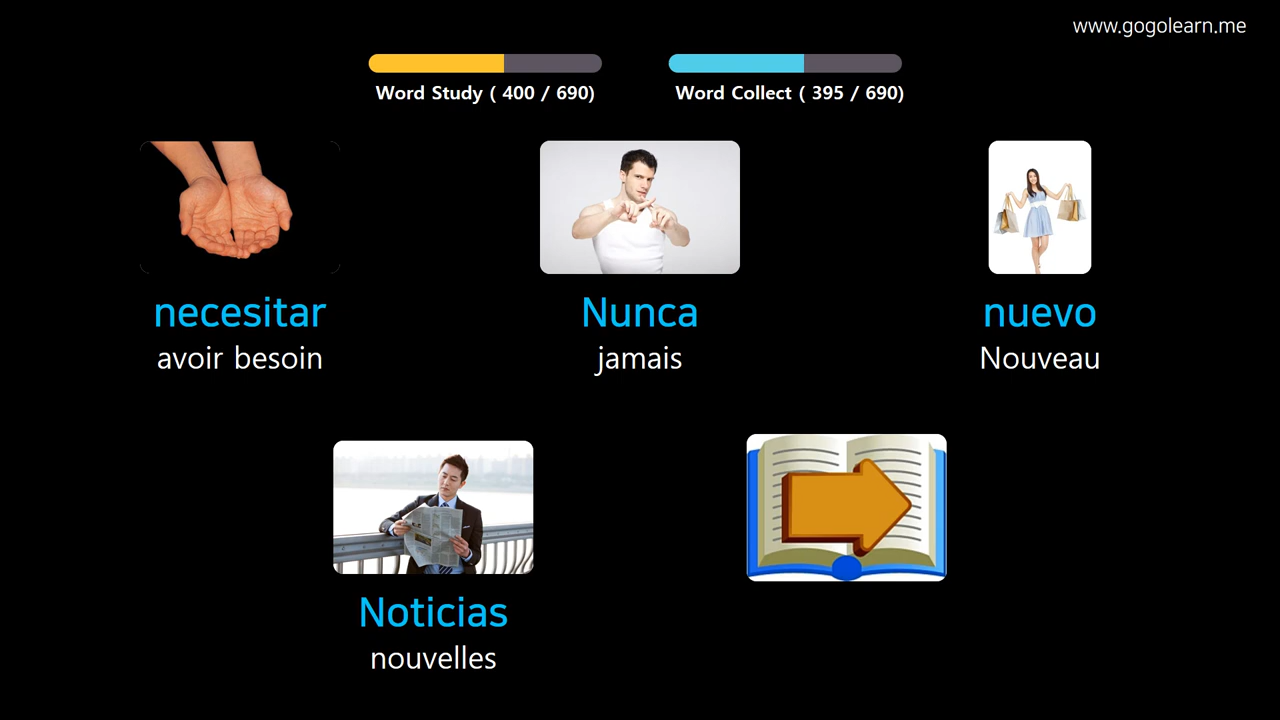 www.gogolearn.me
Word Study ( 400 / 690)
Word Collect ( 395 / 690)
necesitar
avoir besoin
Nunca
jamais
nuevo
Nouveau
Noticias
nouvelles